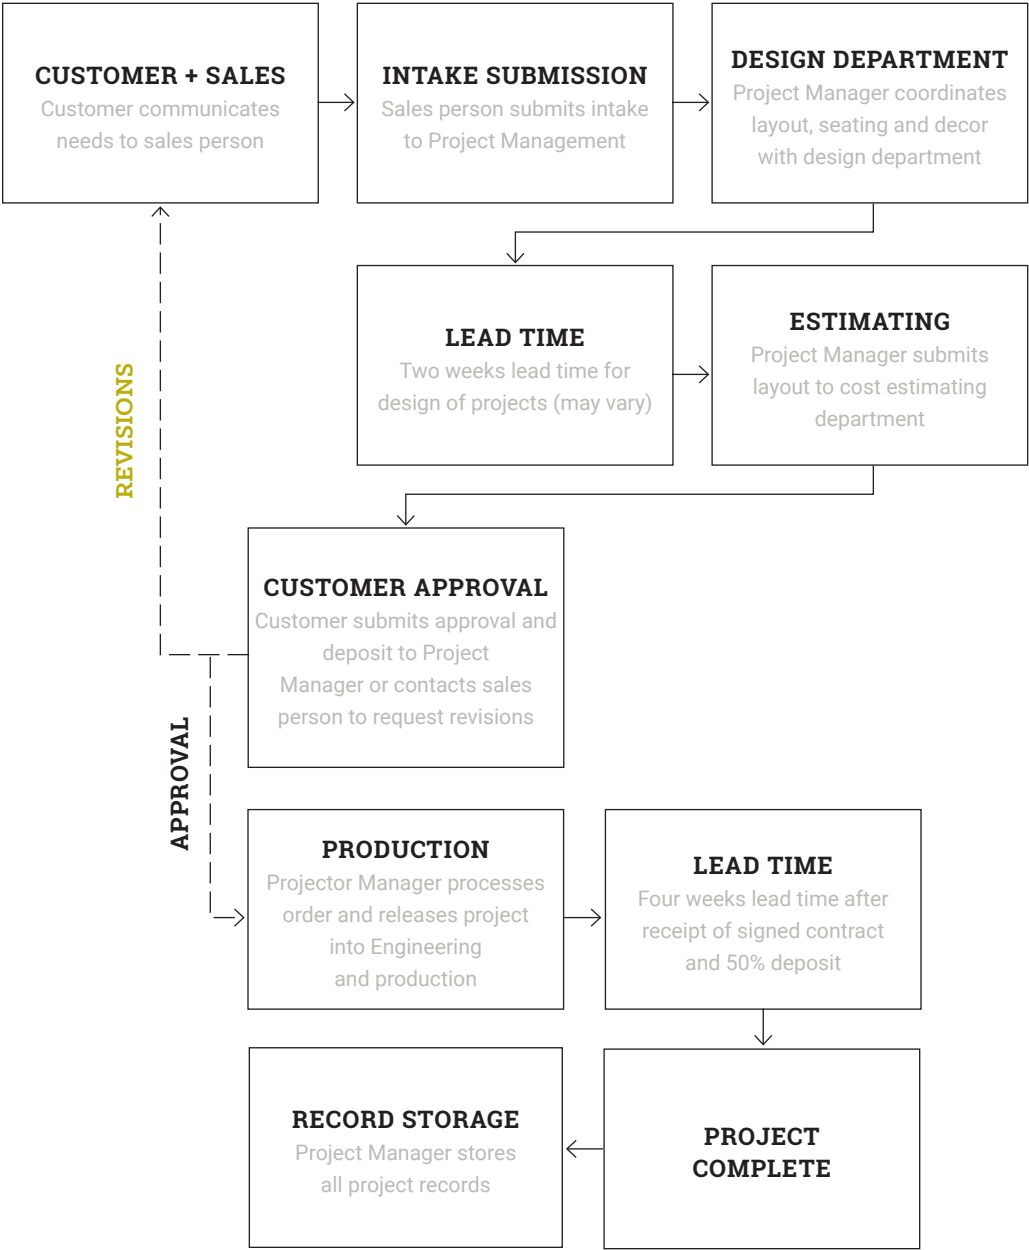 CUSTOMER + SALES
Customer communicates
needs to sales person
INTAKE SUBMISSION
Sales person submits intake
to Project Management
DESIGN DEPARTMENT
Project Manager coordinates
layout, seating and decor
with design department
LEAD TIME
Two weeks lead time for
design of projects (may vary)
ESTIMATING
Project Manager submits
layout to cost estimating
department
REVISIONS
CUSTOMER APPROVAL
Customer submits approval and
deposit to Project
Manager or contacts sales
person to request revisions
APPROVAL
PRODUCTION
Projector Manager processes
order and releases project
into Engineering
and production
LEAD TIME
Four weeks lead time after
receipt of signed contract
and 50% deposit
RECORD STORAGE
Project Manager stores
all project records
PROJECT
COMPLETE